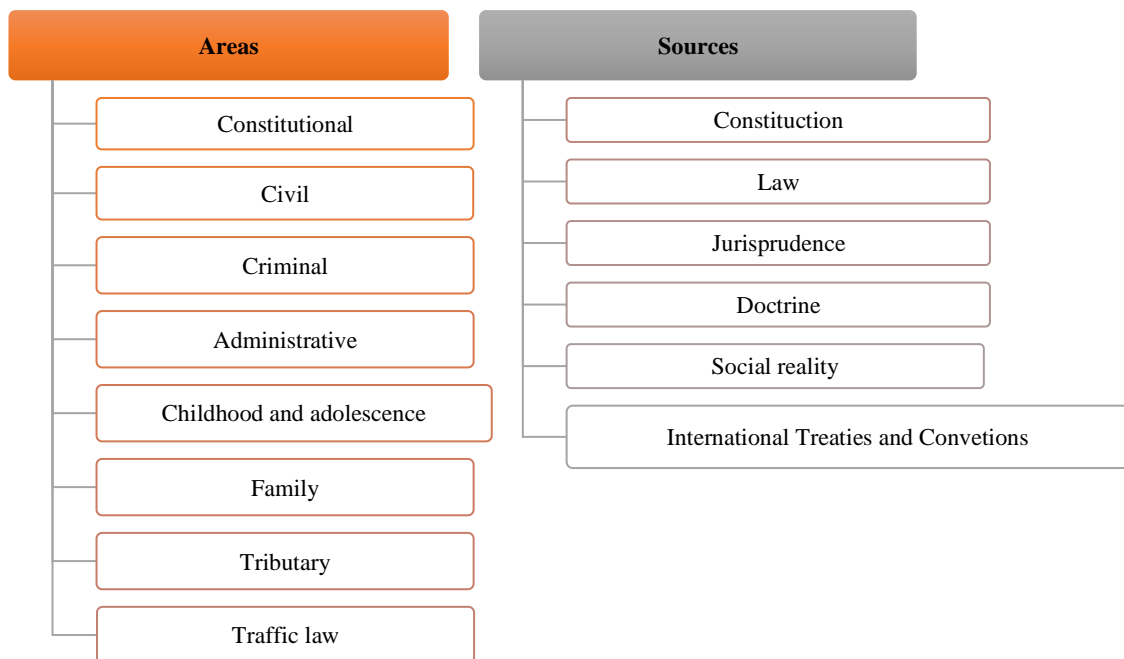 Areas
Constitutional
Civil
Criminal
Administrative
Childhood and adolescence
Family
Tributary
Traffic law
Sources
Constituction
Law
Jurisprudence
Doctrine
Social reality
International Treaties and Convetions